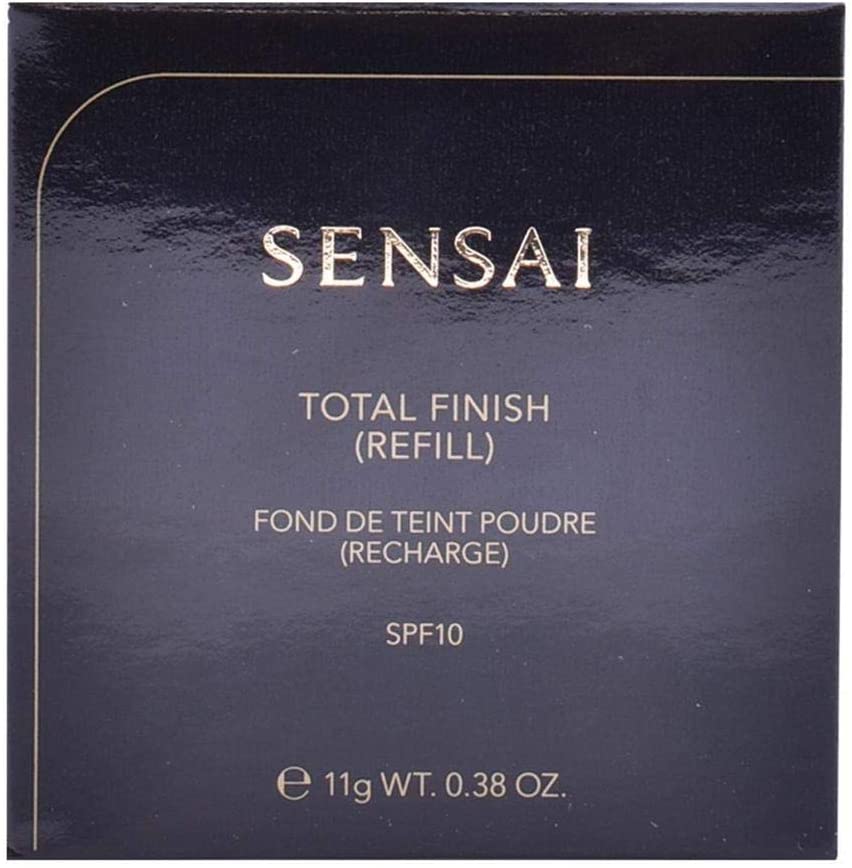 SENSAI
TOTAL FINISH
(REFILL)
FOND DE TEINT POUDRE
(RECHARGE)
SPF10
℮ 11g WT. 0.38 OZ.